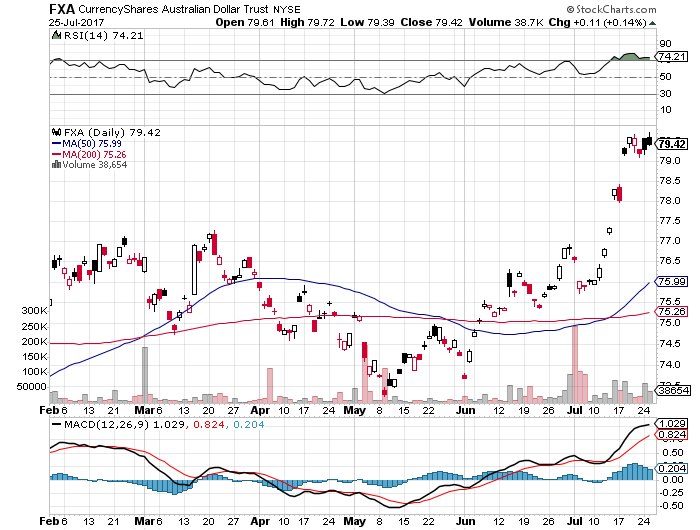 FXA CurrencyShares Australian Dollar Trust NYSE © StockCharts.com
25-Jul-2017 Open 79.61 High 79.72 Low 79.39 Close 79.42 Volume 38.7K Chg +0.11 (+0.14%)
RSI(14) 74.21
90
74.21
70
50
30
10
FXA (Daily) 79.42
MA(50) 75.99
MA(200) 75.26
Volume 38,654
79.42
79.0
78.5
78.0
77.5
77.0
76.5
75.99
75.5
75.26
75.0
74.5
74.0
38654
300K
250K
200K
150K
100K
50000
Feb 6 13 21 27 Mar 6 13 20 27 Apr 10 17 24 May 8 15 22 Jun 5 12 19 26 Jul 10 17 24
MACD(12,26,9) 1.029, 0.824, 0.204
1.029
0.824
0.50
0.204
0.00
-0.25
-0.50
Feb 6 13 21 27 Mar 6 13 20 27 Apr 10 17 24 May 8 15 22 Jun 5 12 19 26 Jul 10 17 24